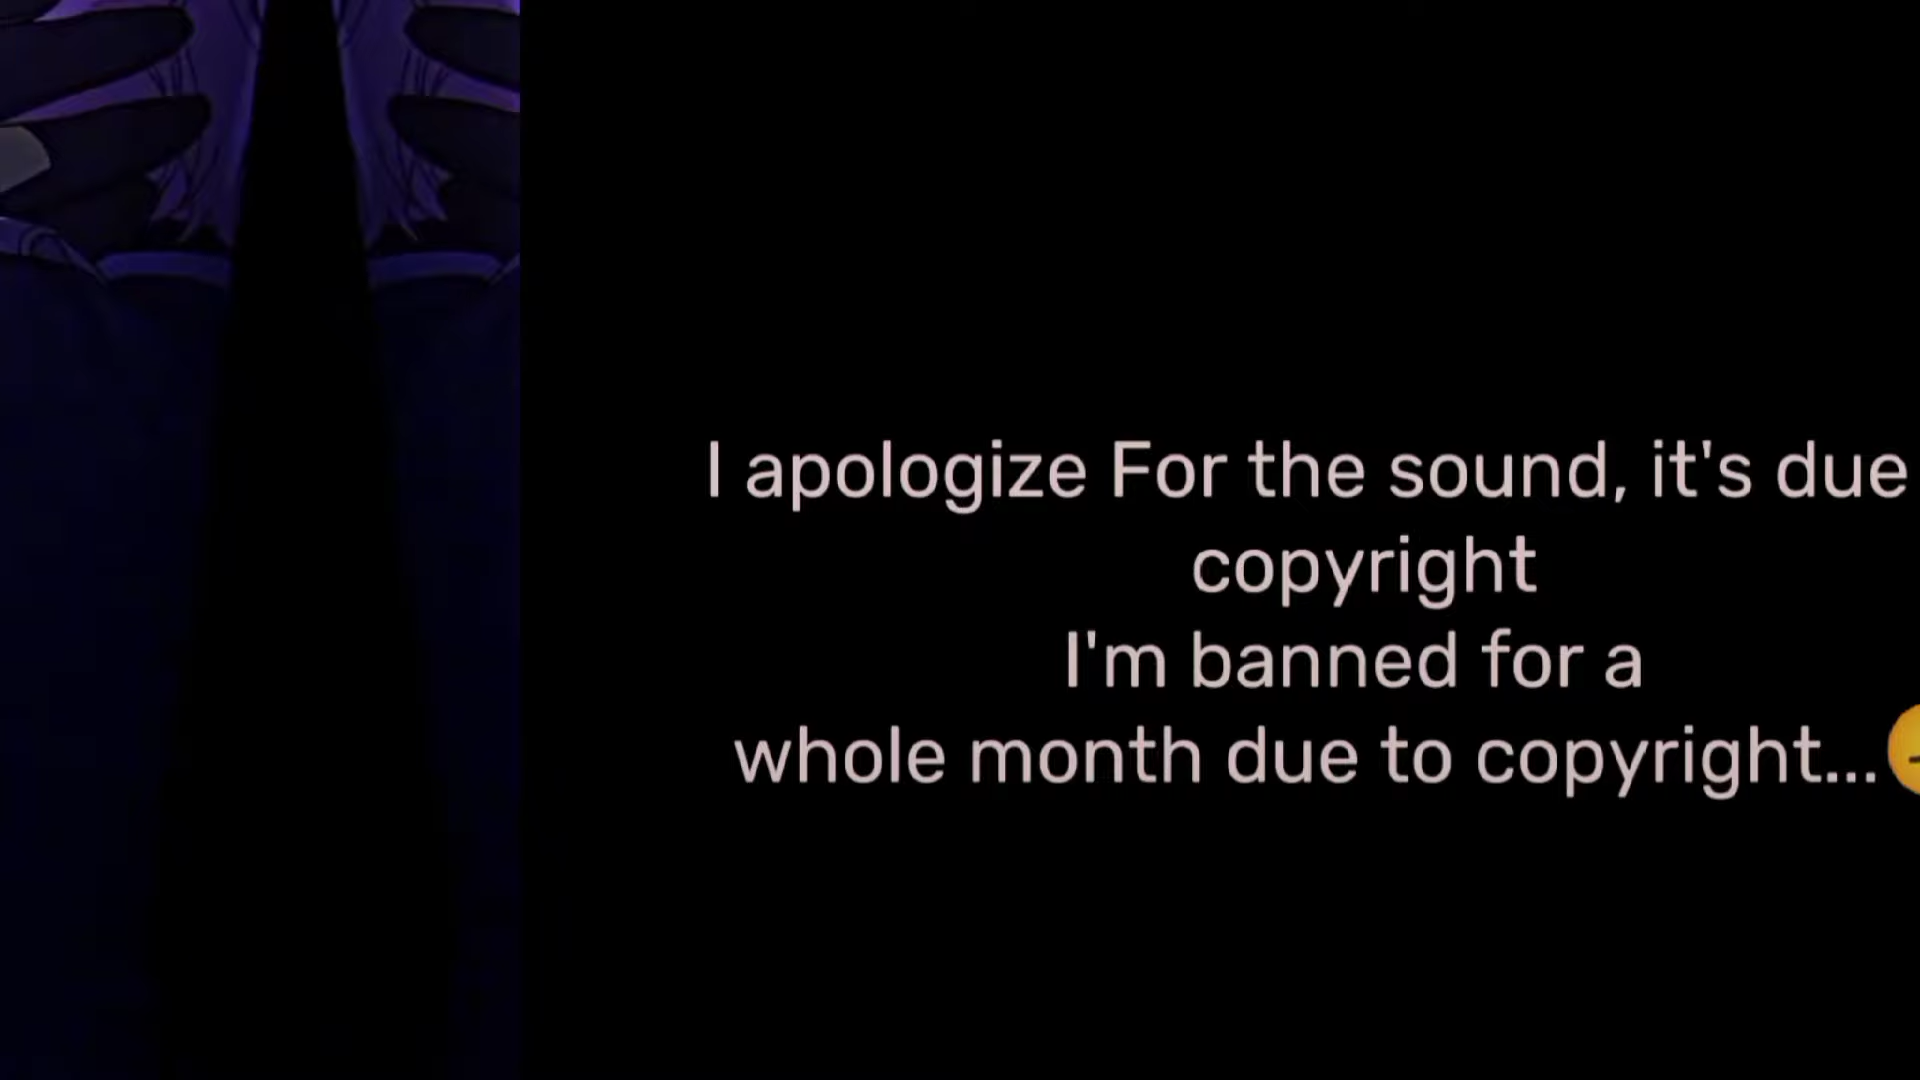 I apologize For the sound, it's due
copyright
I'm banned for a
whole month due to copyright...